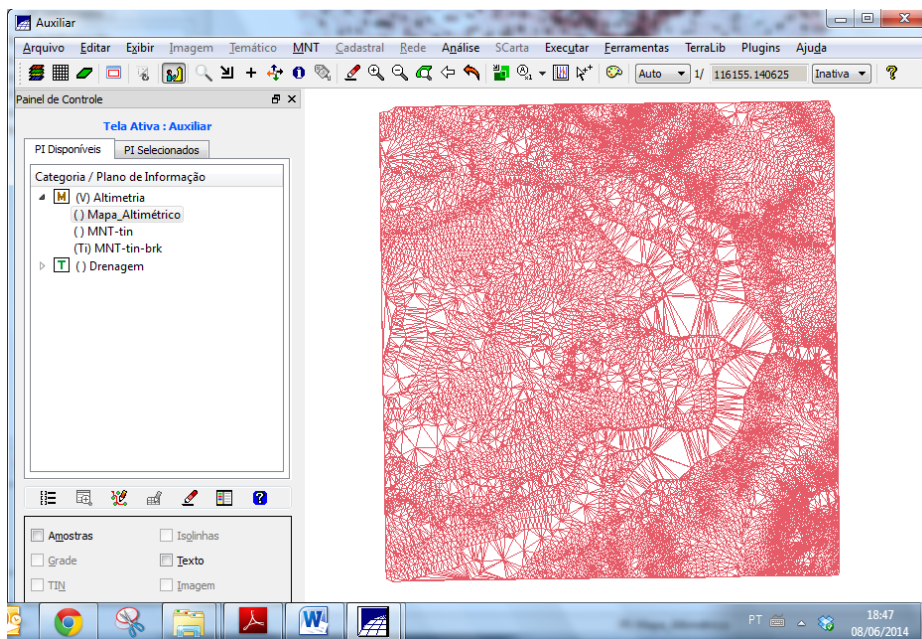 Auxiliar
Arquivo Editar Exibir Imagem Temático MNT Cadastral Rede Análise SCarta Executar Ferramentas TerraLib Plugins Ajuda
Auto 1/ 116155.140625 Inativa
Painel de Controle
Tela Ativa : Auxiliar
PI Disponíveis PI Selecionados
Categoria / Plano de Informação
M (V) Altimetria
( ) Mapa_Altimétrico
( ) MNT-tin
(Ti) MNT-tin-brk
T ( ) Drenagem
Amostras Isolinhas
Grade Texto
TIN Imagem
PT 18:47
08/06/2014